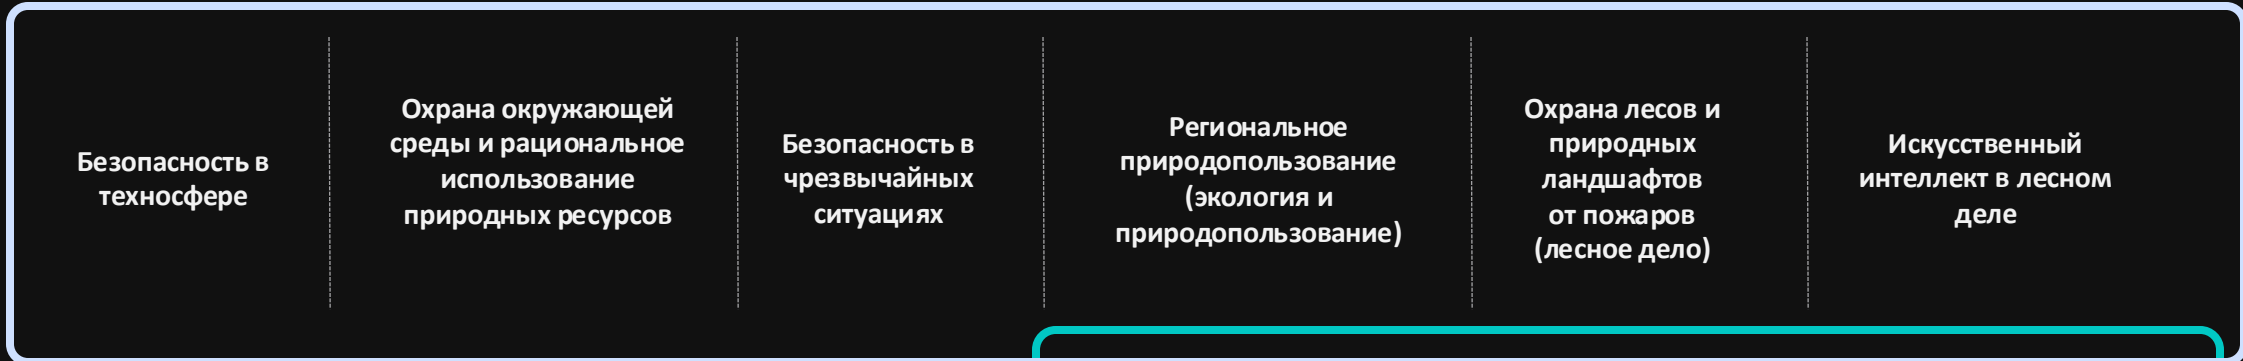 Безопасность в
техносфере
Охрана окружающей
среды и рациональное
использование
природных ресурсов
Безопасность в
чрезвычайных
ситуациях
Региональное
природопользование
(экология и
природопользование)
Охрана лесов и
природных
ландшафтов
от пожаров
(лесное дело)
Искусственный
интеллект в лесном
деле